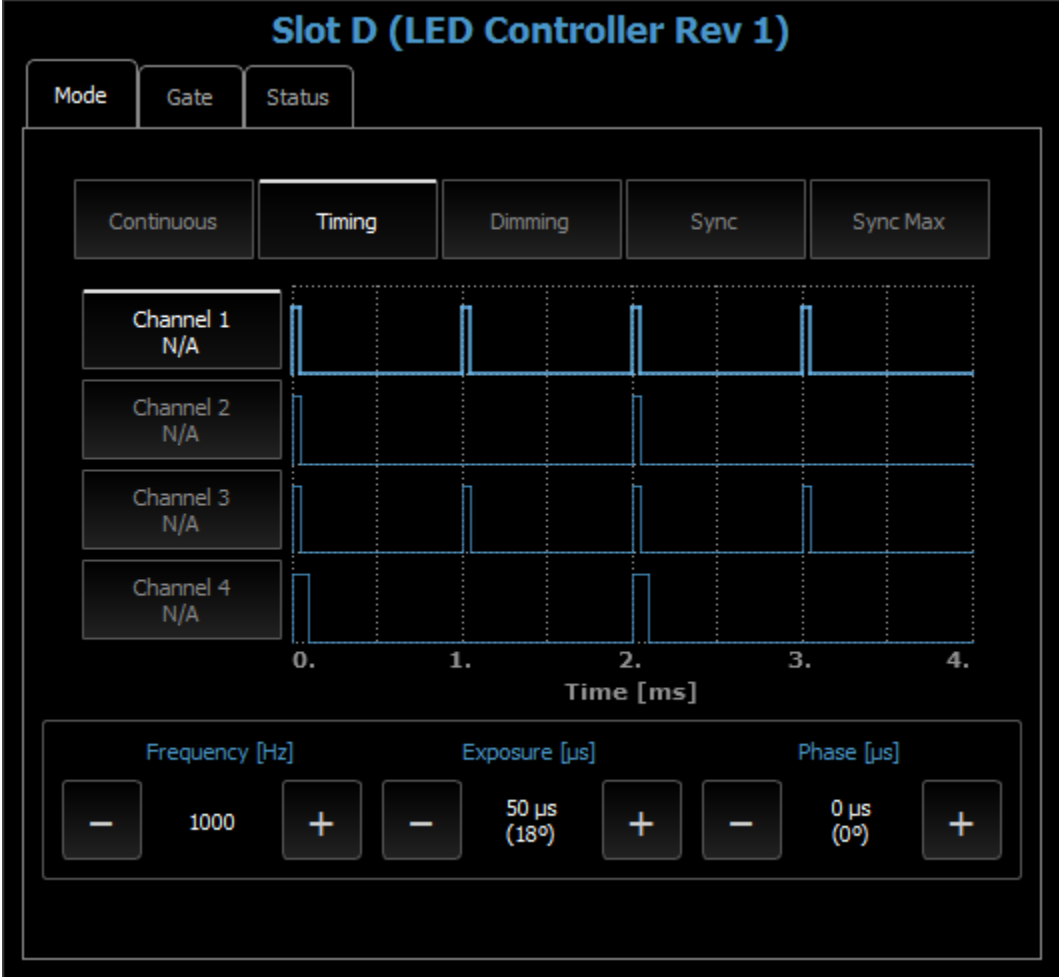 Slot D (LED Controller Rev 1)
Mode Gate Status
Continuous Timing Dimming Sync Sync Max
Channel 1
N/A
Channel 2
N/A
Channel 3
N/A
Channel 4
N/A
0. 1. 2. 3. 4.
Time [ms]
Frequency [Hz] Exposure [µs] Phase [µs]
− 1000 + − 50 µs + − 0 µs +
(18º) (0º)